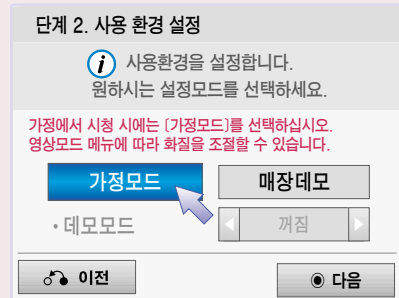 단계 2. 사용 환경 설정
i 사용환경을 설정합니다.
원하시는 설정모드를 선택하세요.
가정에서 시청 시에는 [가정모드]를 선택하십시오.
영상모드 메뉴에 따라 화질을 조절할 수 있습니다.
가정모드 매장데모
• 데모모드 꺼짐
이전 다음